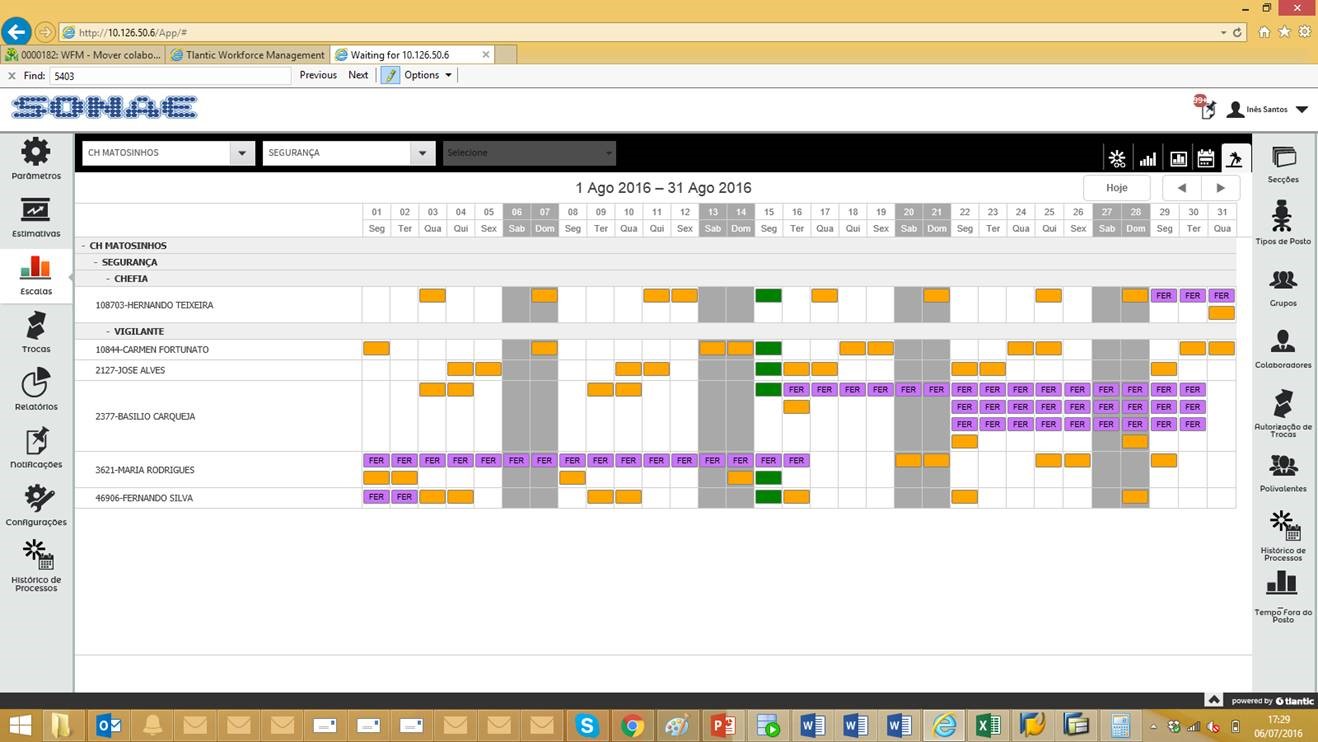 http://10.126.50.6/App/#
0000182: WFM - Mover colabo...
Tlantic Workforce Management
Waiting for 10.126.50.6
Find: 5403
Previous Next Options
SONAE
99+
Inês Santos
CH MATOSINHOS
SEGURANÇA
Selecione
1 Ago 2016 – 31 Ago 2016
Hoje
01 02 03 04 05 06 07 08 09 10 11 12 13 14 15 16 17 18 19 20 21 22 23 24 25 26 27 28 29 30 31
Seg Ter Qua Qui Sex Sab Dom Seg Ter Qua Qui Sex Sab Dom Seg Ter Qua Qui Sex Sab Dom Seg Ter Qua Qui Sex Sab Dom Seg Ter Qua
- CH MATOSINHOS
- SEGURANÇA
- CHEFIA
108703-HERNANDO TEIXEIRA
FER FER FER
- VIGILANTE
10844-CARMEN FORTUNATO
2127-JOSE ALVES
2377-BASILIO CARQUEJA
FER FER FER FER FER FER FER FER FER FER FER FER FER FER FER
FER FER FER FER FER FER FER FER FER
FER FER FER FER FER FER FER FER FER
3621-MARIA RODRIGUES
FER FER FER FER FER FER FER FER FER FER FER FER FER FER FER FER
46906-FERNANDO SILVA
FER FER
Parâmetros
Estimativas
Escalas
Trocas
Relatórios
Notificações
Configurações
Histórico de
Processos
Secções
Tipos de Posto
Grupos
Colaboradores
Autorização de
Trocas
Polivalentes
Histórico de
Processos
Tempo Fora do
Posto
powered by tlantic
17:29
06/07/2016